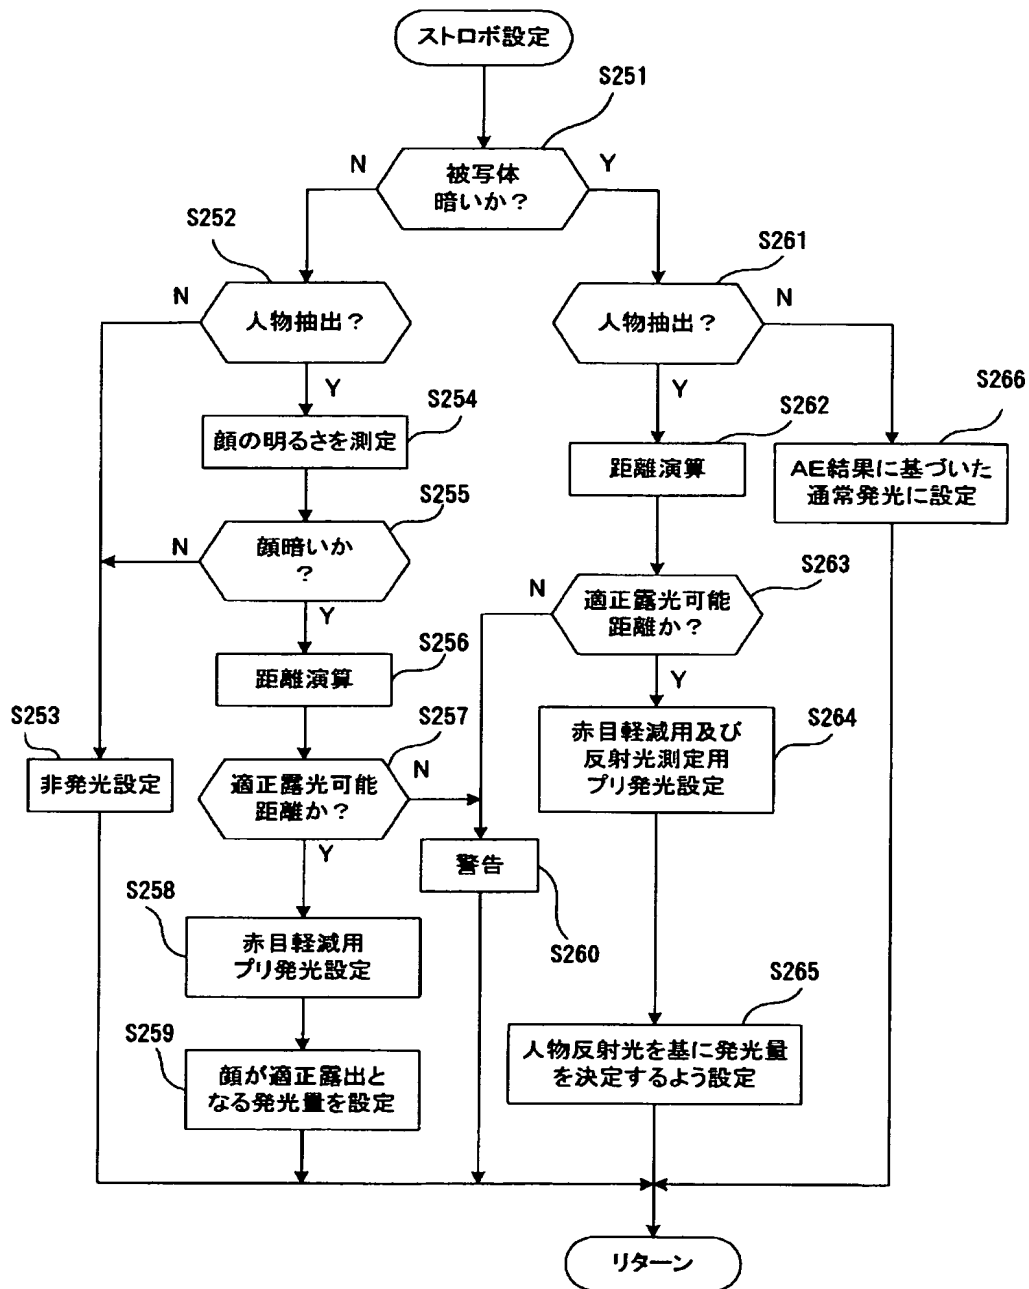 ストロボ設定
S251
N
Y
被写体
暗いか？
S252
S261
N
人物抽出？
人物抽出？
N
Y
Y
S254
S262
S266
顔の明るさを測定
距離演算
AE結果に基づいた
通常発光に設定
S255
N
顔暗いか
？
S263
N
適正露光可能
距離か？
Y
S256
距離演算
Y
S253
S257
S264
赤目軽減用及び
反射光測定用
プリ発光設定
非発光設定
適正露光可能
距離か？
N
Y
警告
S258
S260
赤目軽減用
プリ発光設定
S265
S259
人物反射光を基に発光量
を決定するよう設定
顔が適正露出と
なる発光量を設定
リターン